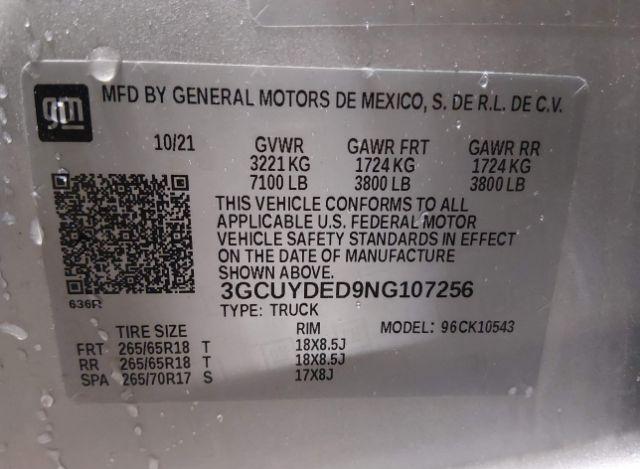 gm MFD BY GENERAL MOTORS DE MEXICO, S. DE R.L. DE C.V.
10/21 GVWR GAWR FRT GAWR RR
3221 KG 1724 KG 1724 KG
7100 LB 3800 LB 3800 LB
THIS VEHICLE CONFORMS TO ALL
APPLICABLE U.S. FEDERAL MOTOR
VEHICLE SAFETY STANDARDS IN EFFECT
ON THE DATE OF MANUFACTURE
SHOWN ABOVE.
636R 3GCUYDED9NG107256
TYPE: TRUCK
TIRE SIZE RIM MODEL: 96CK10543
FRT 265/65R18 T 18X8.5J
RR 265/65R18 T 18X8.5J
SPA 265/70R17 S 17X8J